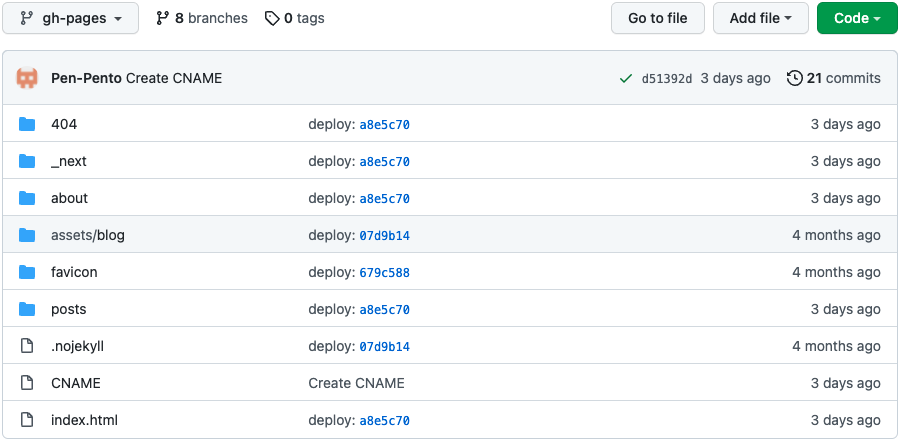 gh-pages 8 branches 0 tags Go to file Add file Code
Pen-Pento Create CNAME d51392d 3 days ago 21 commits
404 deploy: a8e5c70 3 days ago
_next deploy: a8e5c70 3 days ago
about deploy: a8e5c70 3 days ago
assets/blog deploy: 07d9b14 4 months ago
favicon deploy: 679c588 4 months ago
posts deploy: a8e5c70 3 days ago
.nojekyll deploy: 07d9b14 4 months ago
CNAME Create CNAME 3 days ago
index.html deploy: a8e5c70 3 days ago